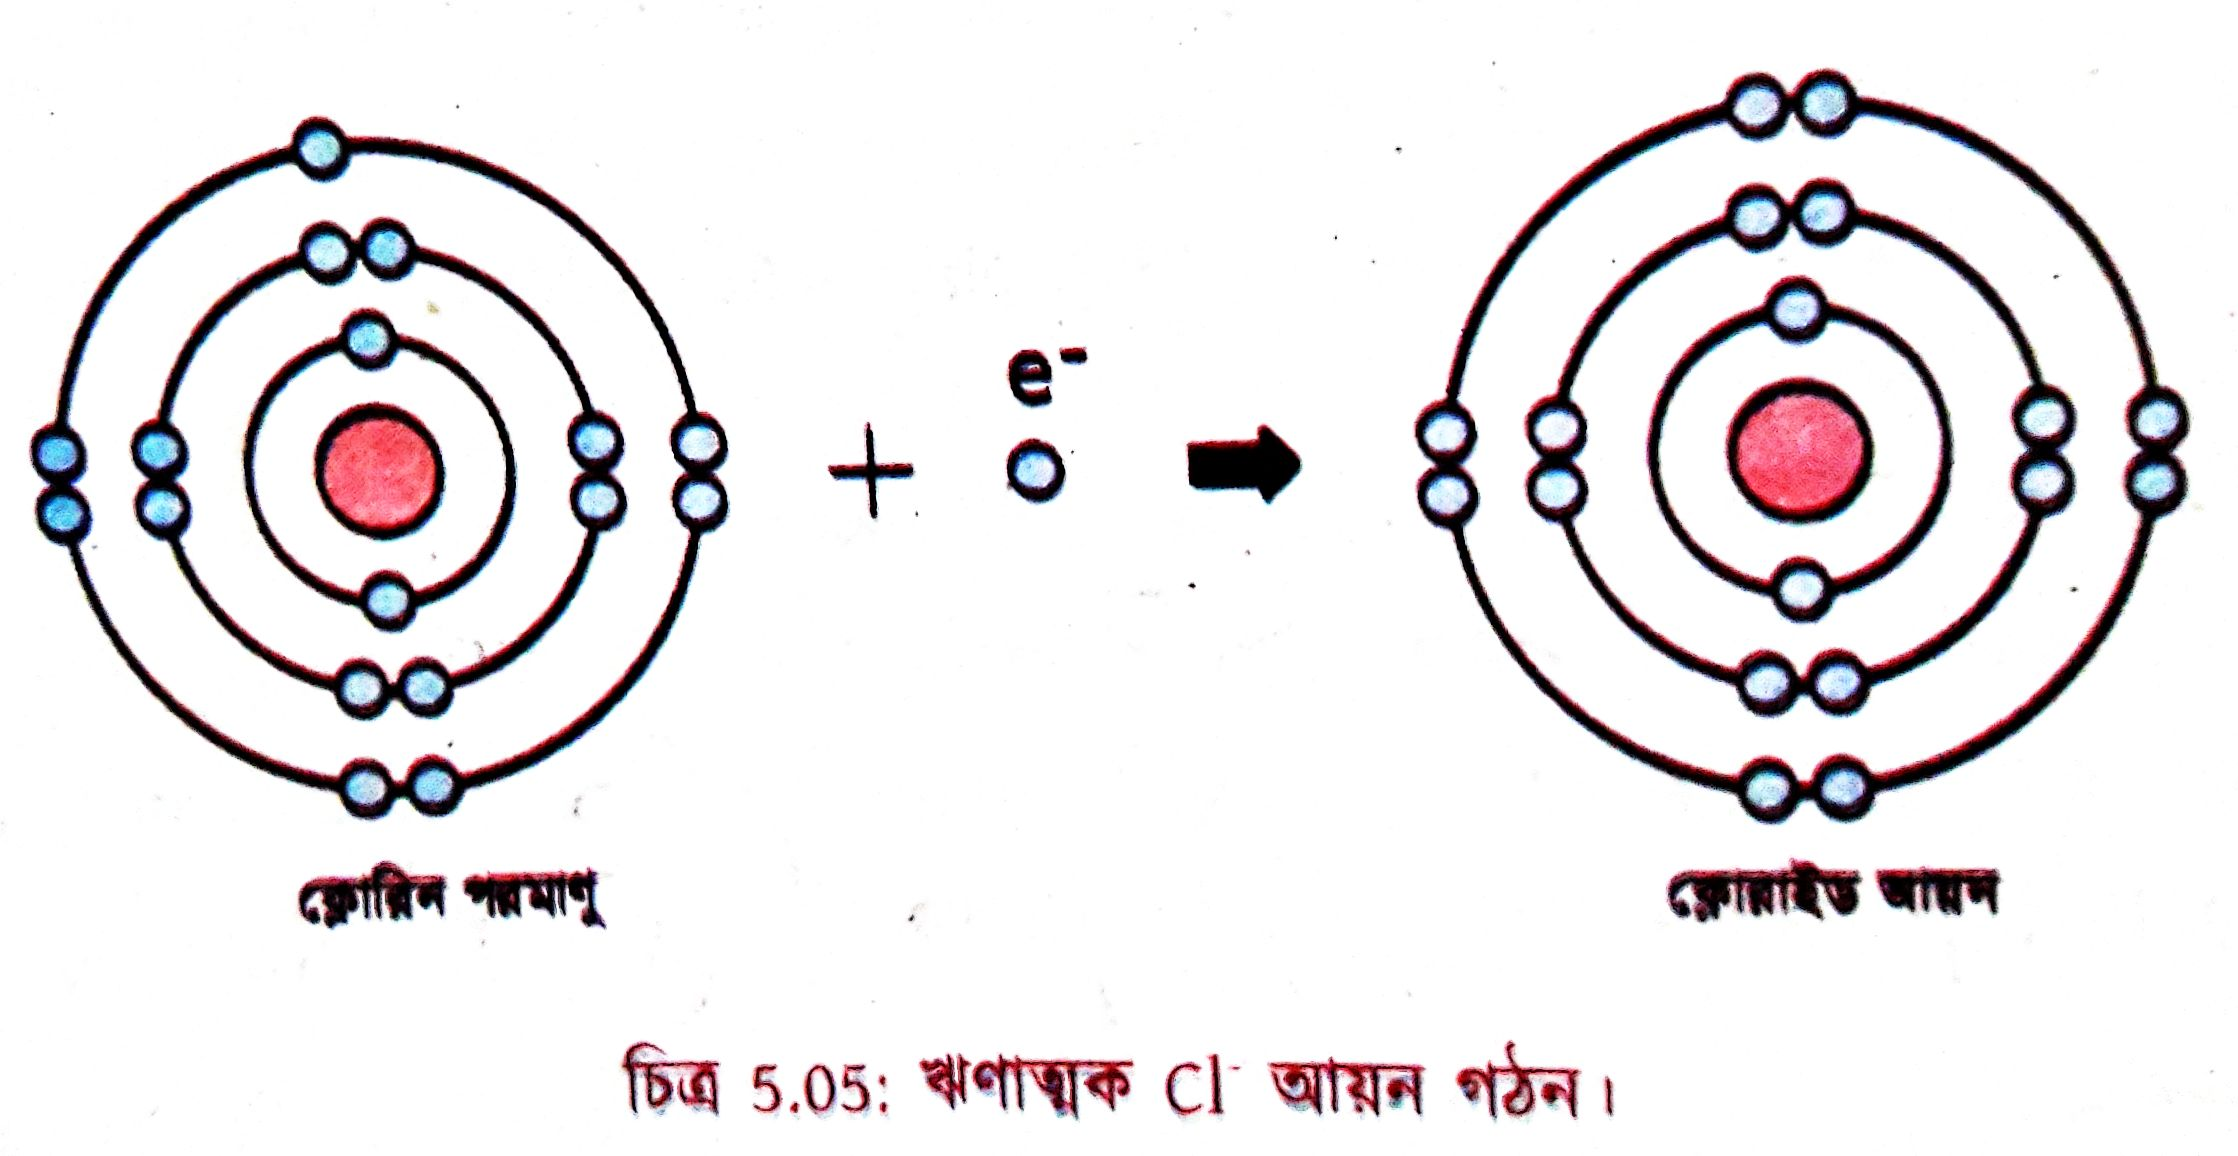 e⁻
+
ক্লোরিন পরমাণু
ক্লোরাইড আয়ন
চিত্র 5.05: ঋণাত্মক Cl⁻ আয়ন গঠন।